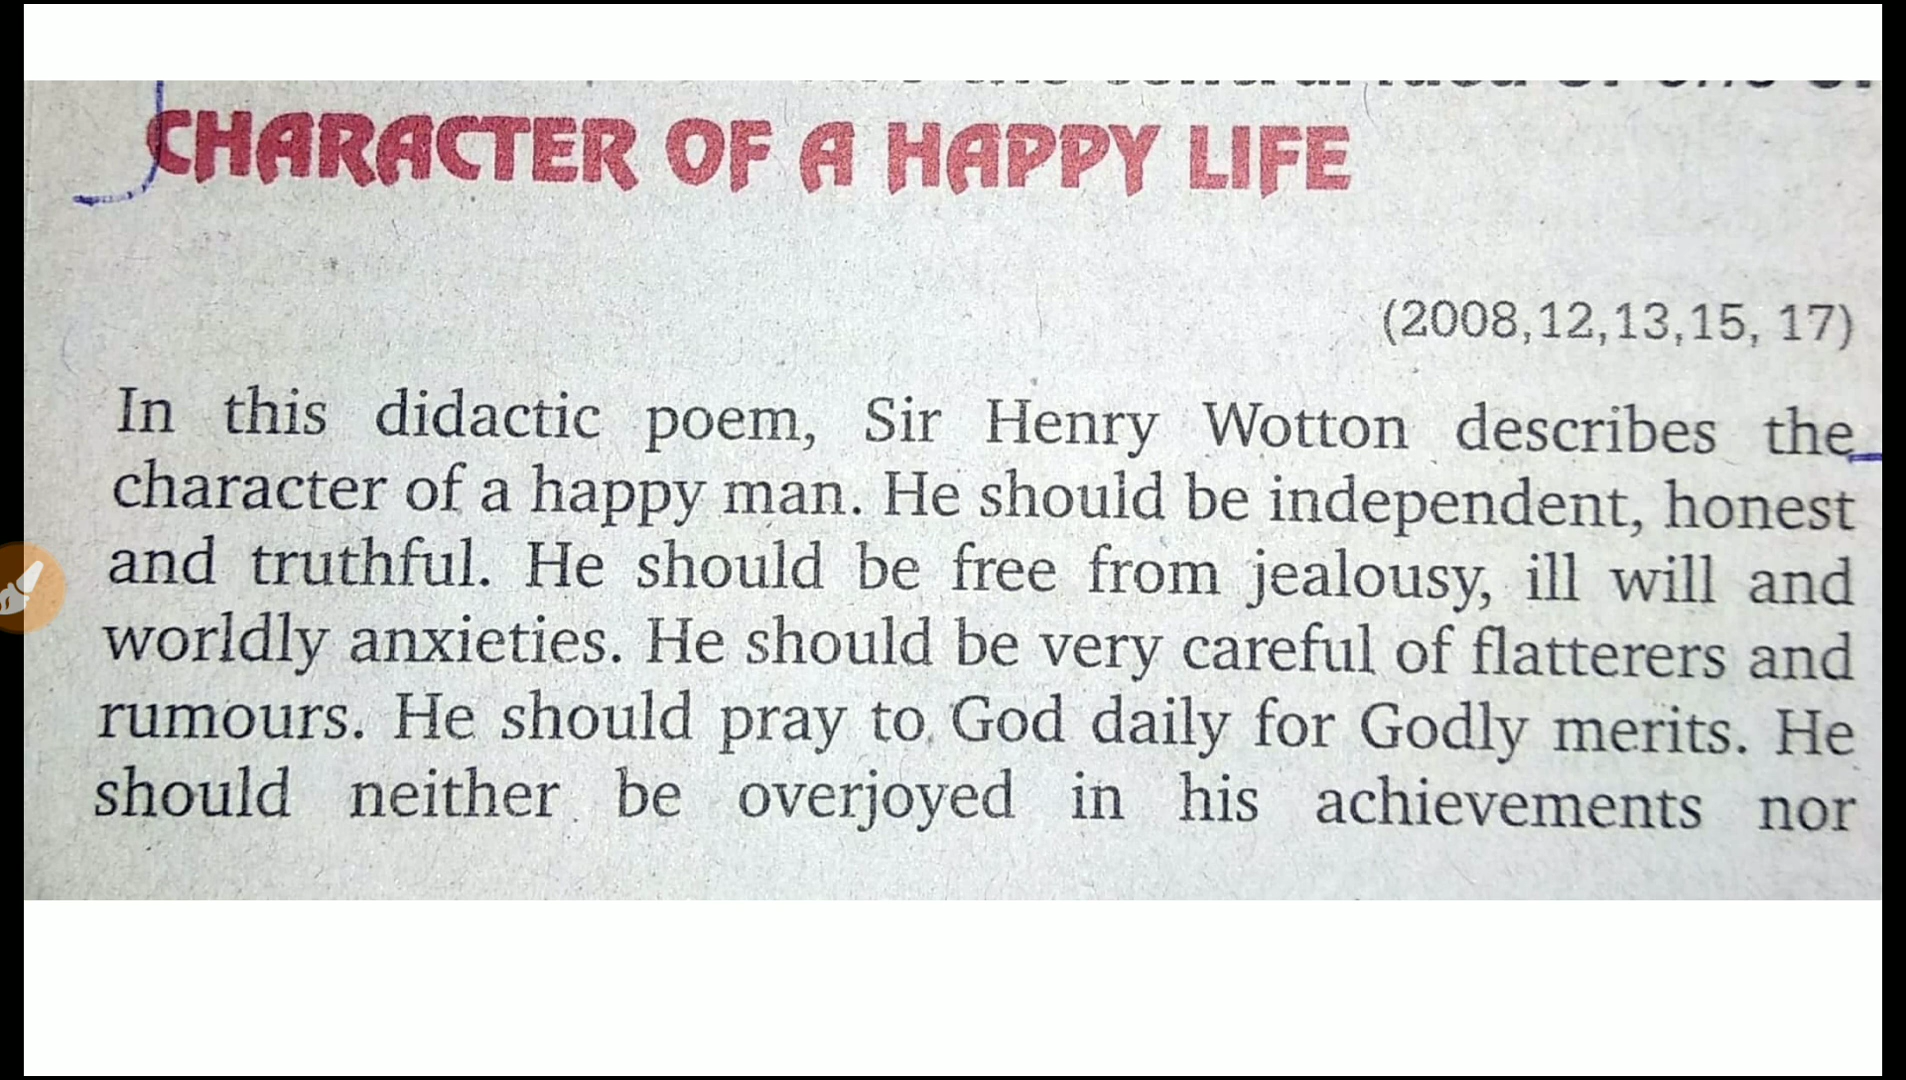 CHARACTER OF A HAPPY LIFE
(2008,12,13,15, 17)
In this didactic poem, Sir Henry Wotton describes the
character of a happy man. He should be independent, honest
and truthful. He should be free from jealousy, ill will and
worldly anxieties. He should be very careful of flatterers and
rumours. He should pray to God daily for Godly merits. He
should neither be overjoyed in his achievements nor